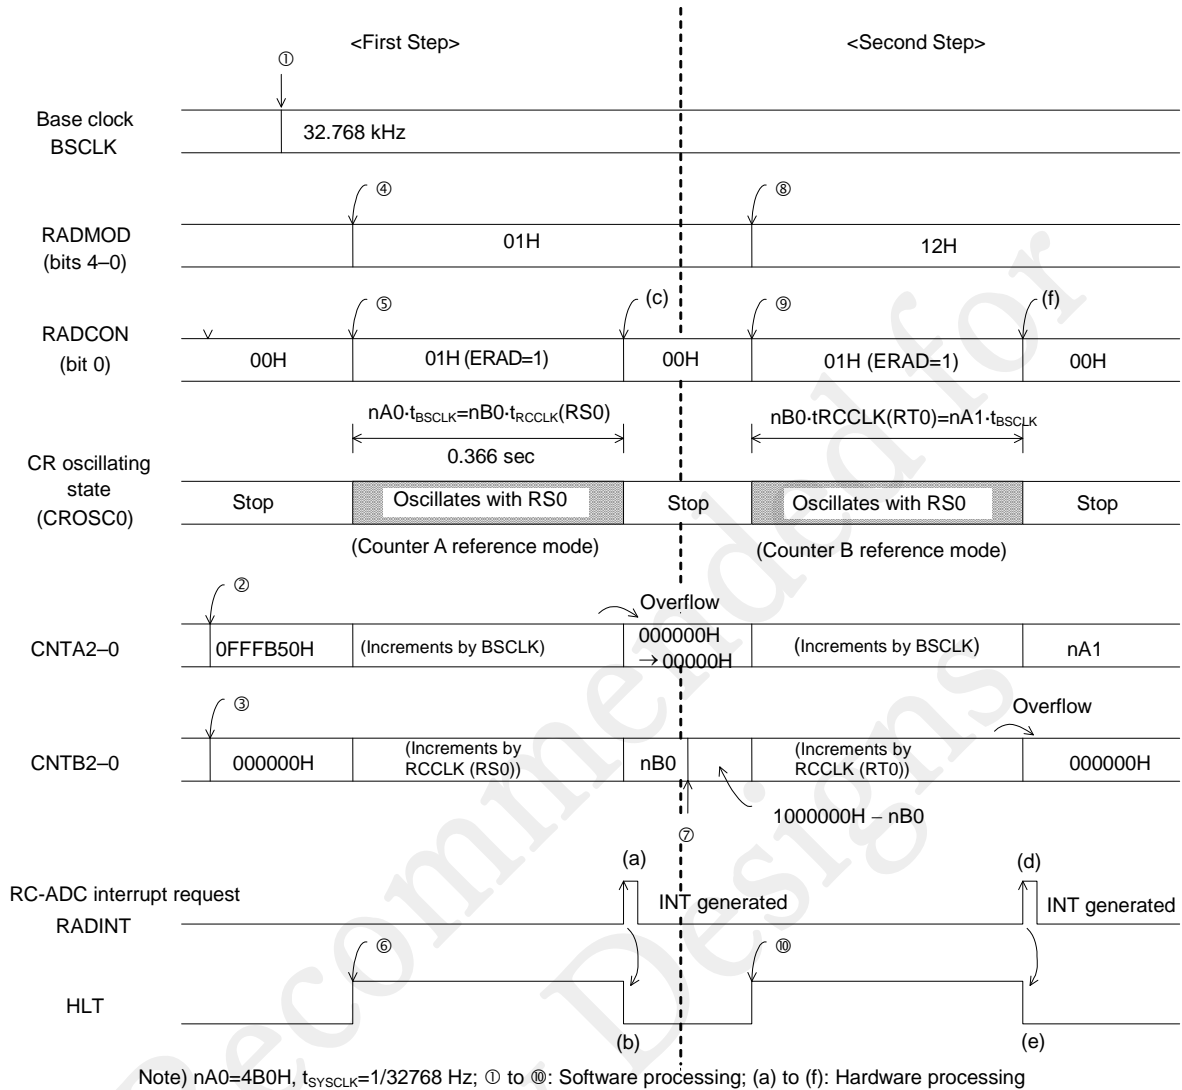 <First Step>
<Second Step>
①
Base clock
BSCLK
32.768 kHz
④
⑧
RADMOD
(bits 4–0)
01H
12H
⑤
(c)
⑨
(f)
RADCON
(bit 0)
00H
01H (ERAD=1)
00H
01H (ERAD=1)
00H
nA0·tBSCLK=nB0·tRCCLK(RS0)
0.366 sec
nB0·tRCCLK(RT0)=nA1·tBSCLK
CR oscillating
state
(CROSC0)
Stop
Oscillates with RS0
Stop
Oscillates with RS0
Stop
(Counter A reference mode)
(Counter B reference mode)
②
Overflow
CNTA2–0
0FFFB50H
(Increments by BSCLK)
000000H
→00000H
(Increments by BSCLK)
nA1
③
Overflow
CNTB2–0
000000H
(Increments by
RCCLK (RS0))
nB0
(Increments by
RCCLK (RT0))
000000H
1000000H – nB0
⑦
(a)
(d)
RC-ADC interrupt request
RADINT
INT generated
INT generated
⑥
⑩
HLT
(b)
(e)
Note) nA0=4B0H, tSYSCLK=1/32768 Hz; ① to ⑩: Software processing; (a) to (f): Hardware processing
Recommended for
Designs